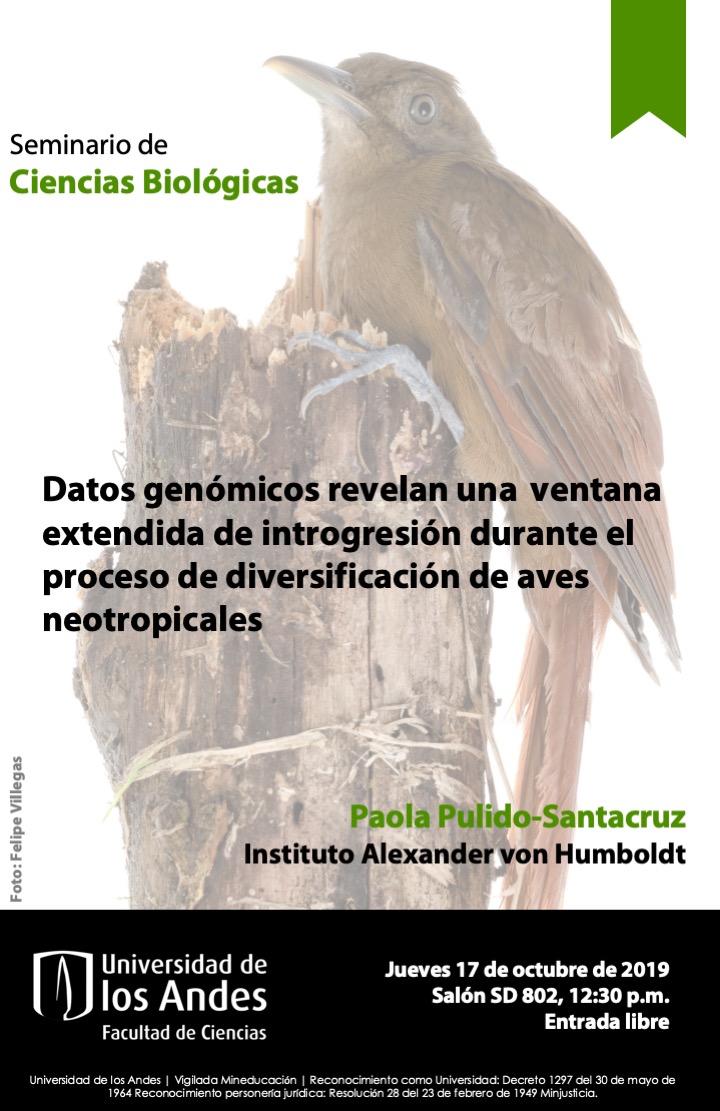 Seminario de
Ciencias Biológicas
Datos genómicos revelan una ventana
extendida de introgresión durante el
proceso de diversificación de aves
neotropicales
Foto: Felipe Villegas
Paola Pulido-Santacruz
Instituto Alexander von Humboldt
Universidad de
los Andes
Facultad de Ciencias
Jueves 17 de octubre de 2019
Salón SD 802, 12:30 p.m.
Entrada libre
Universidad de los Andes | Vigilada Mineducación | Reconocimiento como Universidad: Decreto 1297 del 30 de mayo de
1964 Reconocimiento personería jurídica: Resolución 28 del 23 de febrero de 1949 Minjusticia.